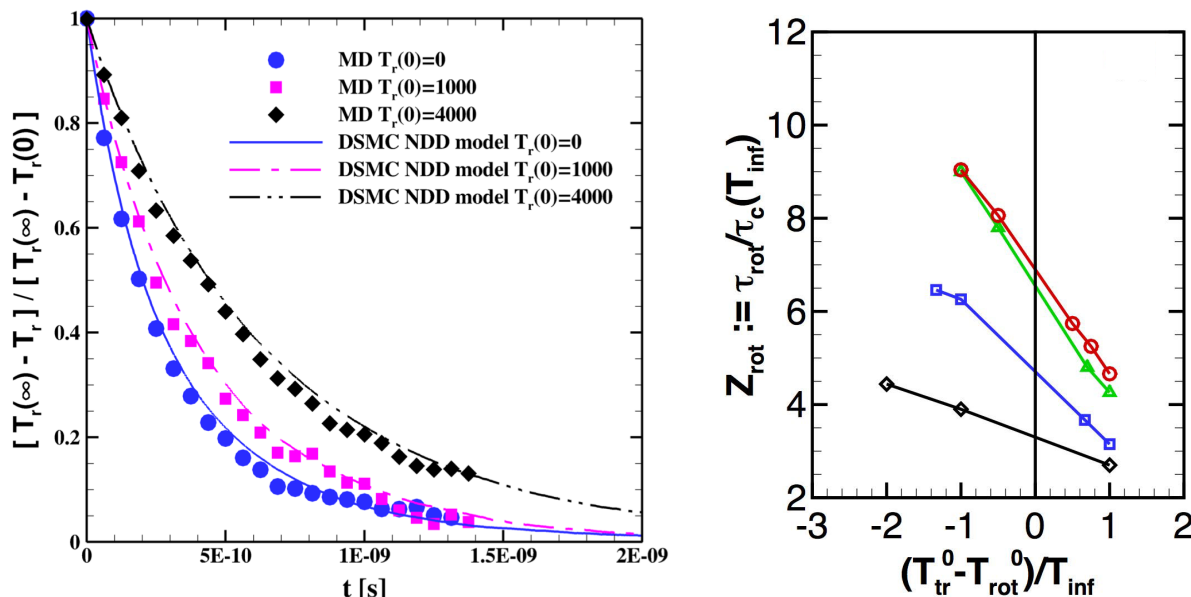 [ T_r(∞) - T_r] / [ T_r(∞) - T_r(0) ]
1
0.8
0.6
0.4
0.2
0
MD T_r(0)=0
MD T_r(0)=1000
MD T_r(0)=4000
DSMC NDD model T_r(0)=0
DSMC NDD model T_r(0)=1000
DSMC NDD model T_r(0)=4000
0 5E-10 1E-09 1.5E-09 2E-09
t [s]
Z_rot := τ_rot/τ_c(T_inf)
12
10
8
6
4
2
-3 -2 -1 0 1 2
(T_tr^0-T_rot^0)/T_inf